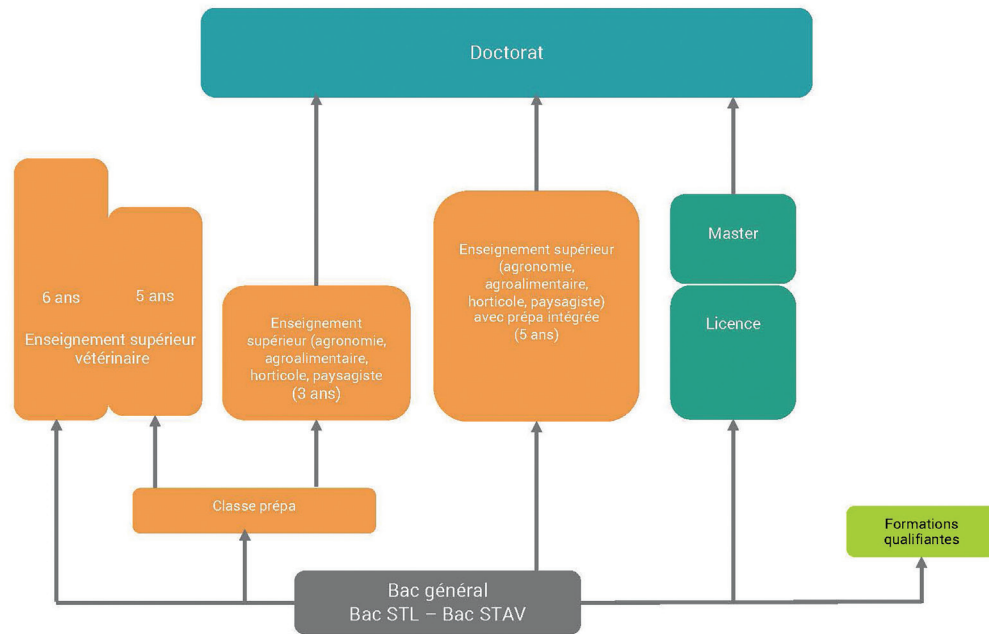 Doctorat
6 ans
5 ans
Enseignement supérieur
vétérinaire
Enseignement
supérieur (agronomie,
agroalimentaire,
horticole, paysagiste
(3 ans)
Enseignement supérieur
(agronomie,
agroalimentaire,
horticole, paysagiste)
avec prépa intégrée
(5 ans)
Master
Licence
Classe prépa
Formations
qualifiantes
Bac général
Bac STL – Bac STAV